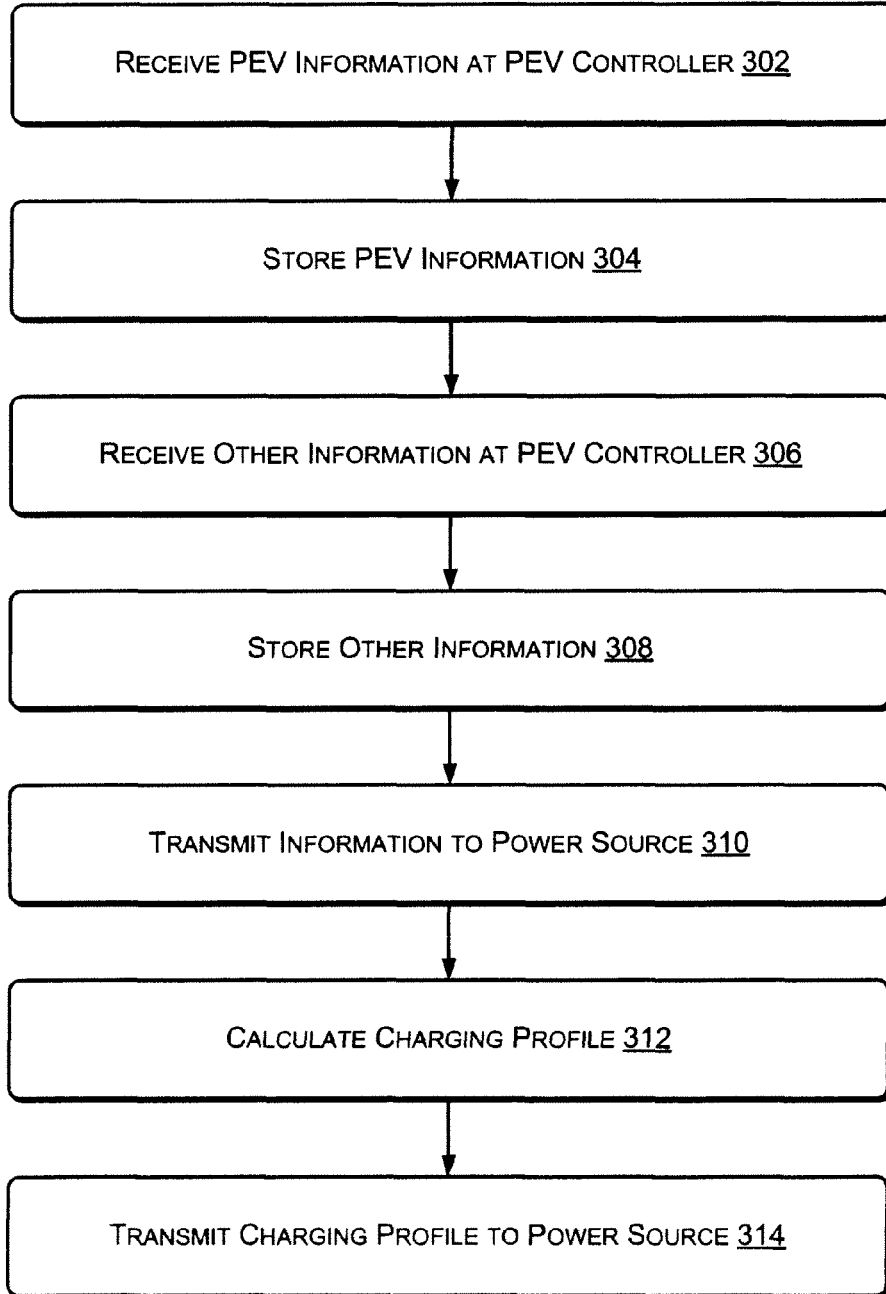 RECEIVE PEV INFORMATION AT PEV CONTROLLER 302
STORE PEV INFORMATION 304
RECEIVE OTHER INFORMATION AT PEV CONTROLLER 306
STORE OTHER INFORMATION 308
TRANSMIT INFORMATION TO POWER SOURCE 310
CALCULATE CHARGING PROFILE 312
TRANSMIT CHARGING PROFILE TO POWER SOURCE 314